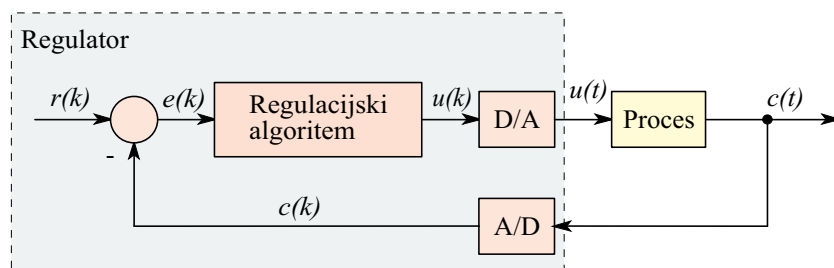 Regulator
r(k)
e(k)
Regulacijski
algoritem
u(k)
D/A
u(t)
Proces
c(t)
-
c(k)
A/D